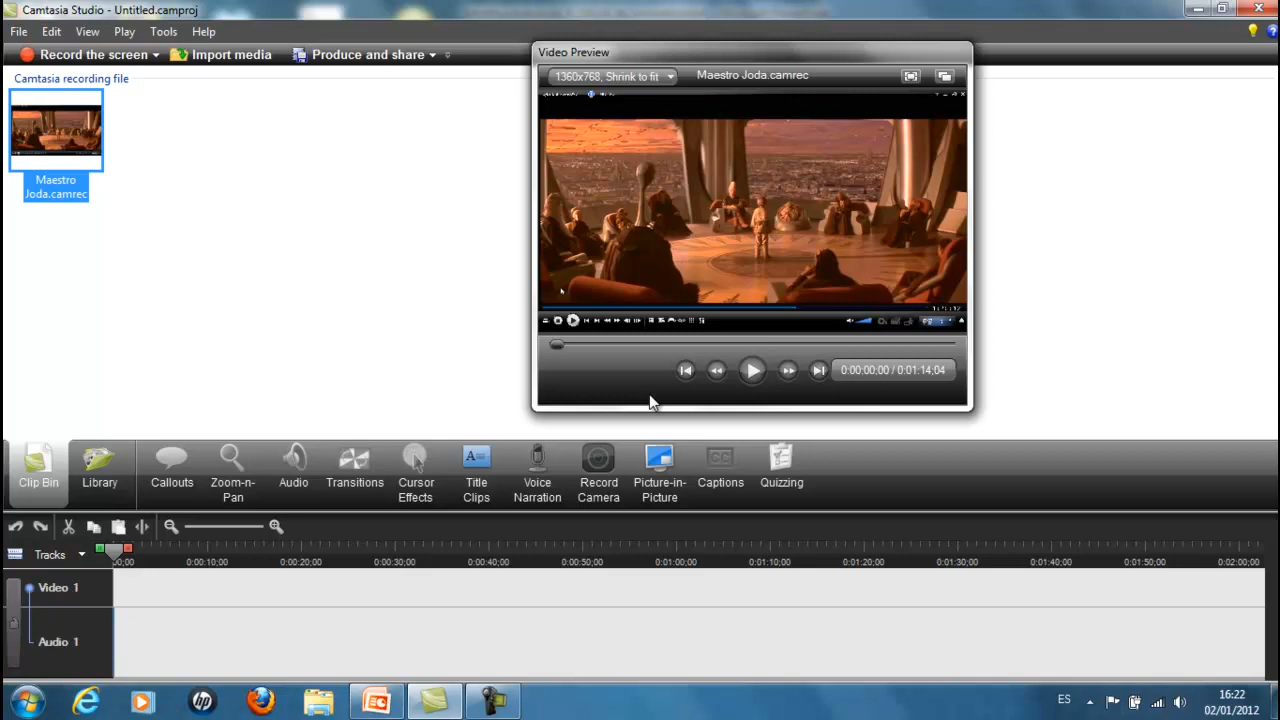 Camtasia Studio - Untitled.camproj
File Edit View Play Tools Help
Record the screen Import media Produce and share
Camtasia recording file
Maestro
Joda.camrec
Video Preview
1360x768, Shrink to fit Maestro Joda.camrec
0:00:00;00 / 0:01:14;04
Clip Bin
Library
Callouts
Zoom-n-
Pan
Audio
Transitions
Cursor
Effects
Title
Clips
Voice
Narration
Record
Camera
Picture-in-
Picture
CC
Captions
Quizzing
Tracks
00;00 0:00:10;00 0:00:20;00 0:00:30;00 0:00:40;00 0:00:50;00 0:01:00;00 0:01:10;00 0:01:20;00 0:01:30;00 0:01:40;00 0:01:50;00 0:02:00;00
Video 1
Audio 1
hp
ES
16:22
02/01/2012